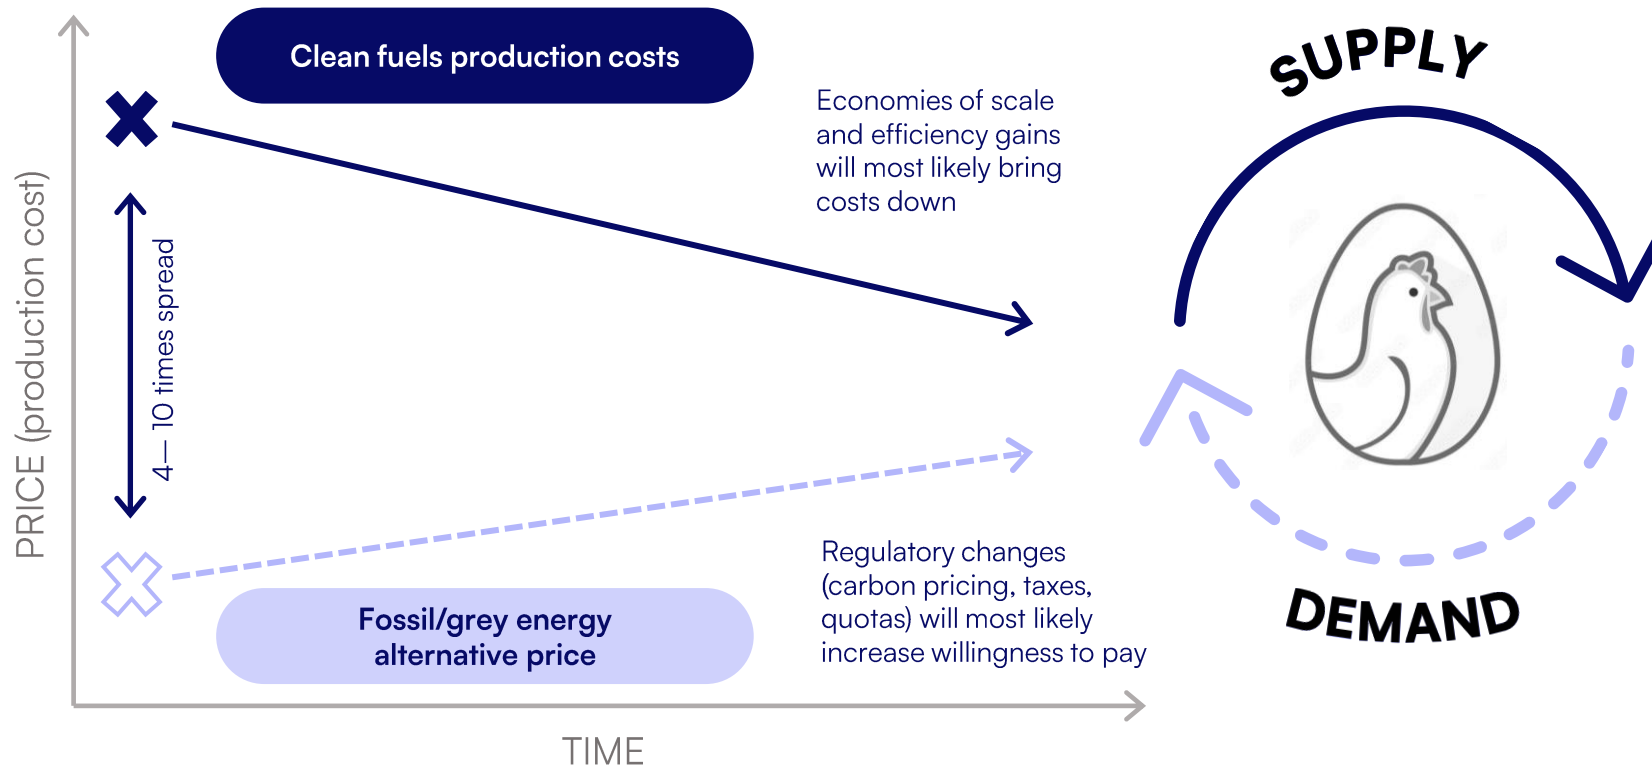 Clean fuels production costs
Economies of scale
and efficiency gains
will most likely bring
costs down
SUPPLY
PRICE (production cost)
4— 10 times spread
Fossil/grey energy
alternative price
Regulatory changes
(carbon pricing, taxes,
quotas) will most likely
increase willingness to pay
DEMAND
TIME